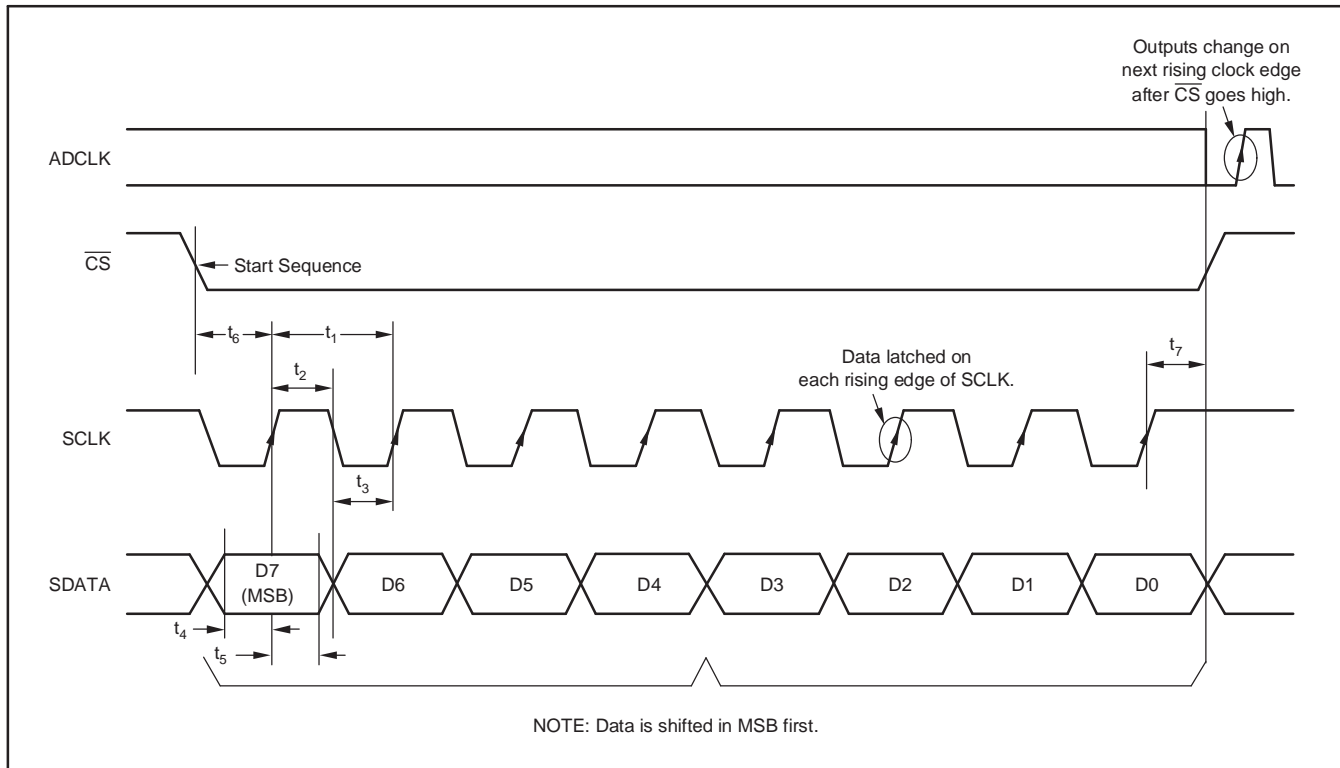 Outputs change on
next rising clock edge
after C̅S̅ goes high.
ADCLK
C̅S̅
Start Sequence
t6
t1
t2
Data latched on
each rising edge of SCLK.
t7
SCLK
t3
SDATA
D7
(MSB)
D6
D5
D4
D3
D2
D1
D0
t4
t5
NOTE: Data is shifted in MSB first.